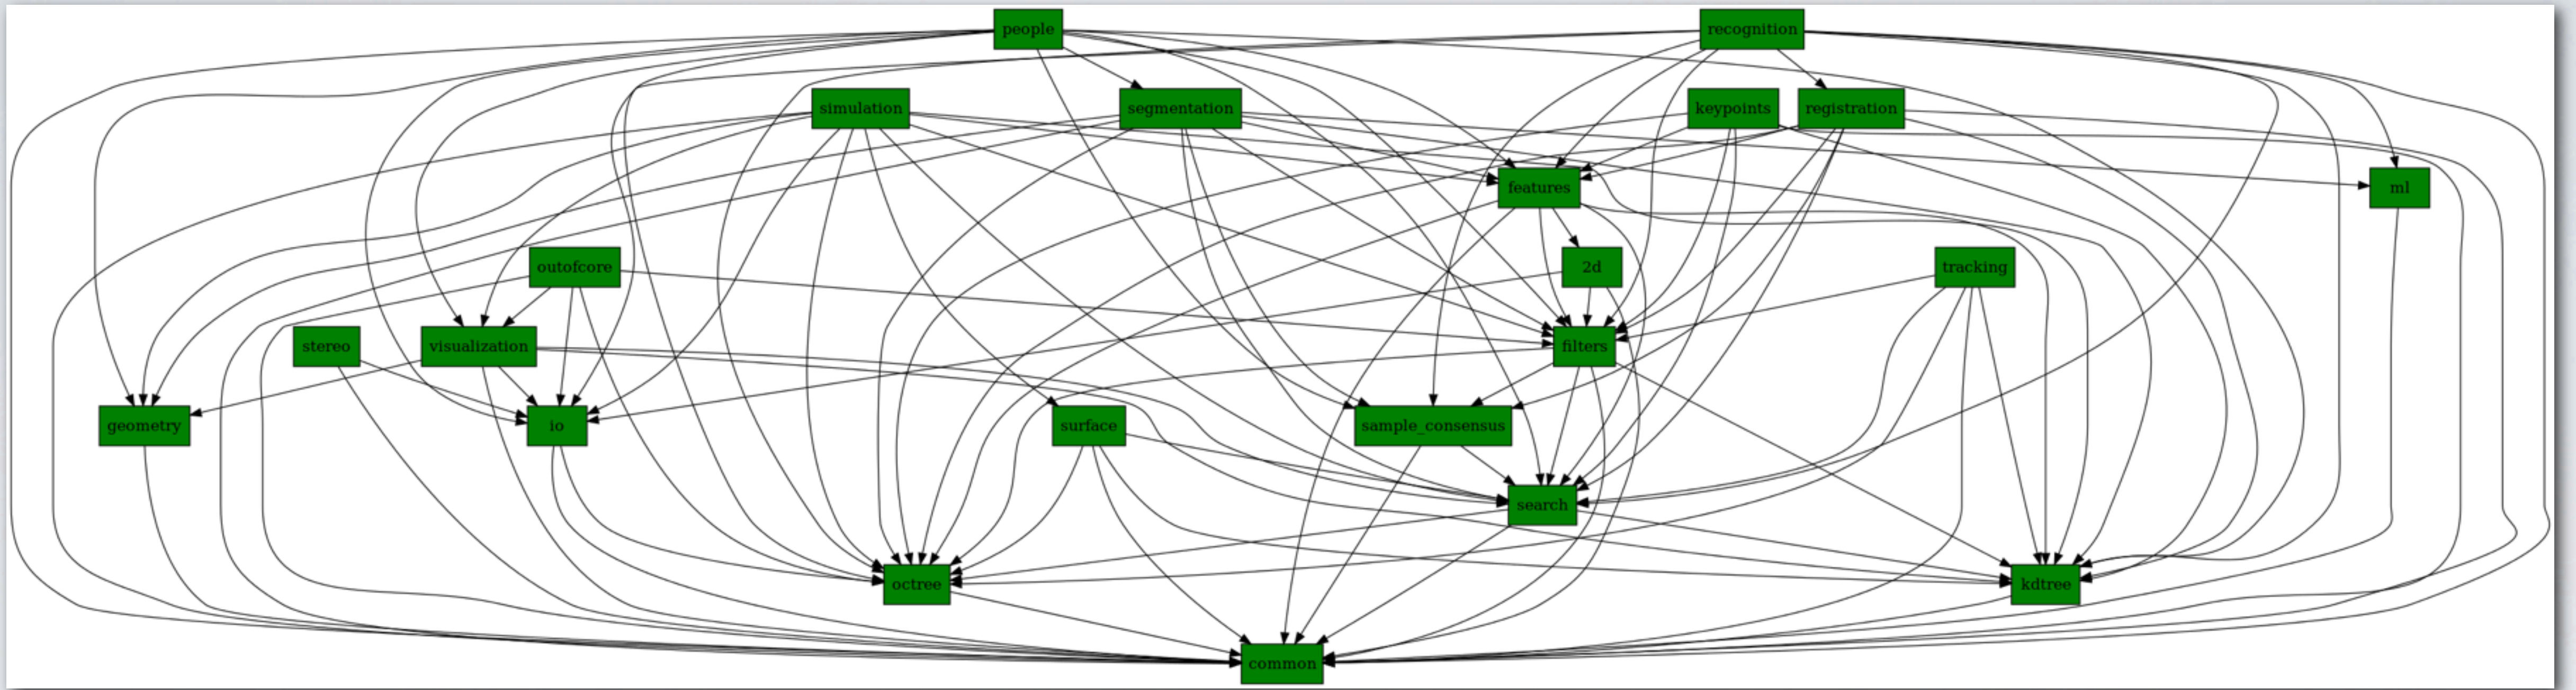 people
recognition
simulation
segmentation
keypoints
registration
features
ml
outofcore
2d
tracking
stereo
visualization
filters
geometry
io
surface
sample_consensus
search
octree
kdtree
common